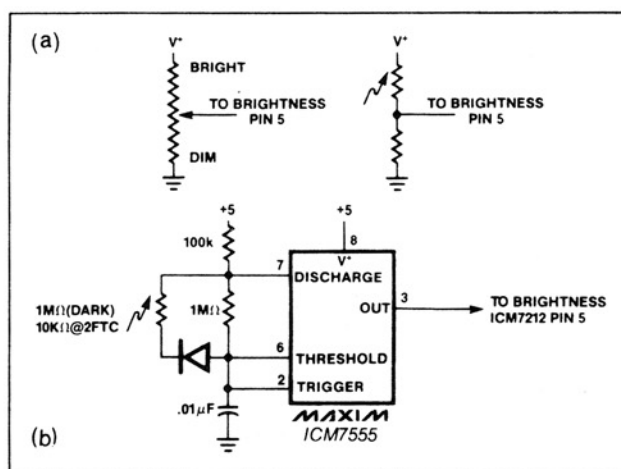 (a)
V+
BRIGHT
TO BRIGHTNESS
PIN 5
DIM
V+
TO BRIGHTNESS
PIN 5
+5
100k
+5
8
V+
7
DISCHARGE
1MΩ(DARK)
10KΩ@2FTC
1MΩ
OUT
3
TO BRIGHTNESS
ICM7212 PIN 5
6
THRESHOLD
2
TRIGGER
.01μF
MAXIM
ICM7555
(b)